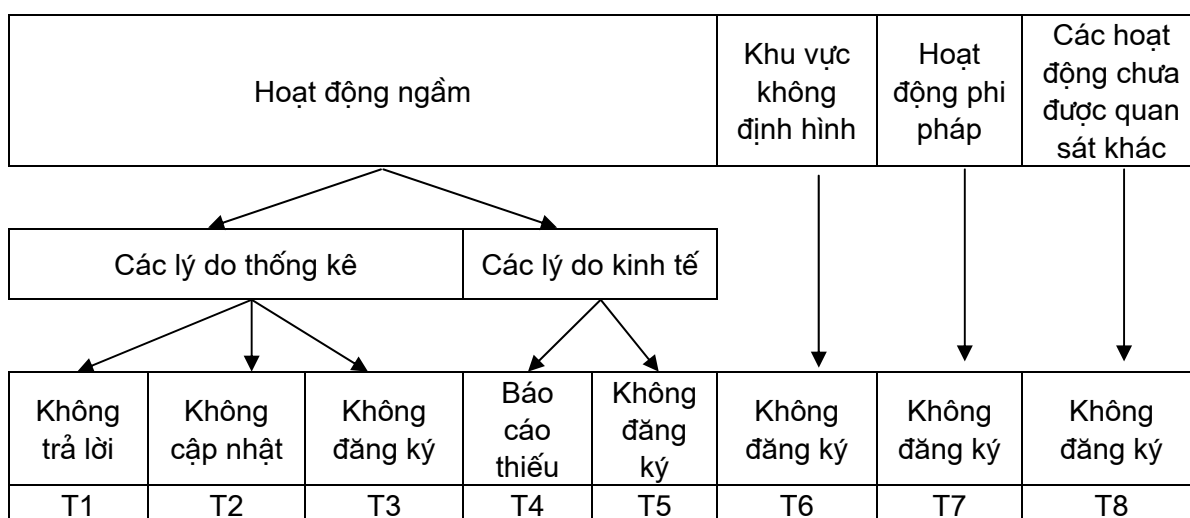 Hoạt động ngầm
Khu vực
không
định hình
Hoạt
động phi
pháp
Các hoạt
động chưa
được quan
sát khác
Các lý do thống kê
Các lý do kinh tế
Không
trả lời
Không
cập nhật
Không
đăng ký
Báo
cáo
thiếu
Không
đăng
ký
Không
đăng ký
Không
đăng ký
Không
đăng ký
T1
T2
T3
T4
T5
T6
T7
T8